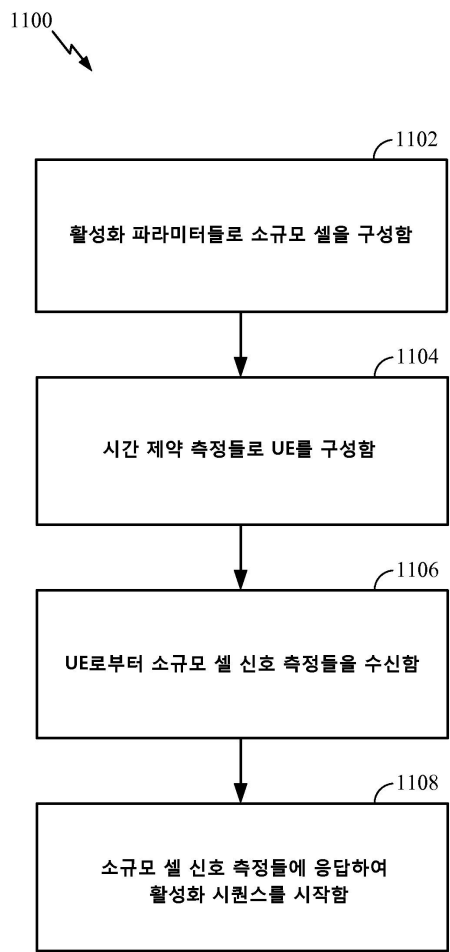 1100
1102
활성화 파라미터들로 소규모 셀을 구성함
1104
시간 제약 측정들로 UE를 구성함
1106
UE로부터 소규모 셀 신호 측정들을 수신함
1108
소규모 셀 신호 측정들에 응답하여
활성화 시퀀스를 시작함